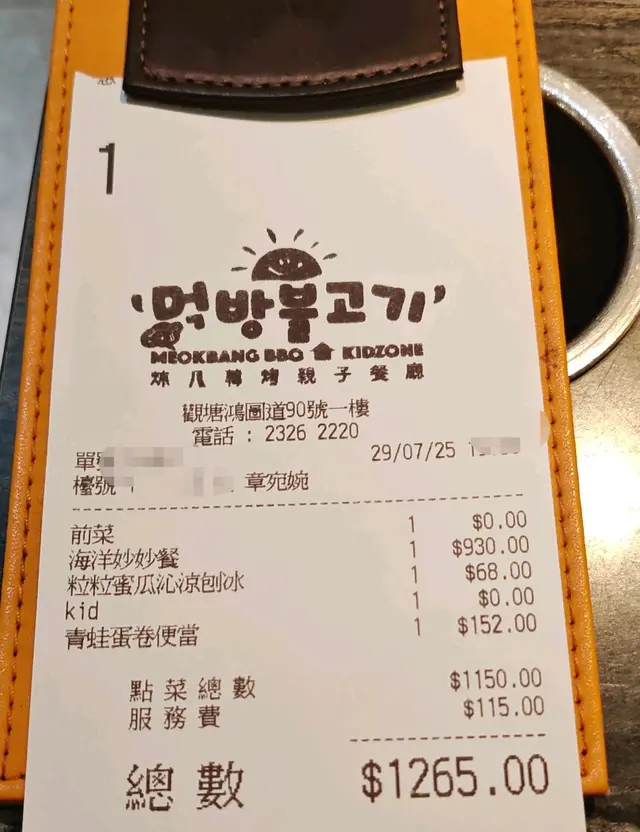 1
'먹방불고기'
MEOKBANG BBQ KIDZONE
炑八韓烤親子餐廳
觀塘鴻圖道90號一樓
電話 : 2326 2220
29/07/25
檯號 章宛婉
前菜 1 $0.00
海洋妙妙餐 1 $930.00
粒粒蜜瓜沁涼刨冰 1 $68.00
kid 1 $0.00
青蛙蛋卷便當 1 $152.00
點菜總數 $1150.00
服務費 $115.00
總數 $1265.00